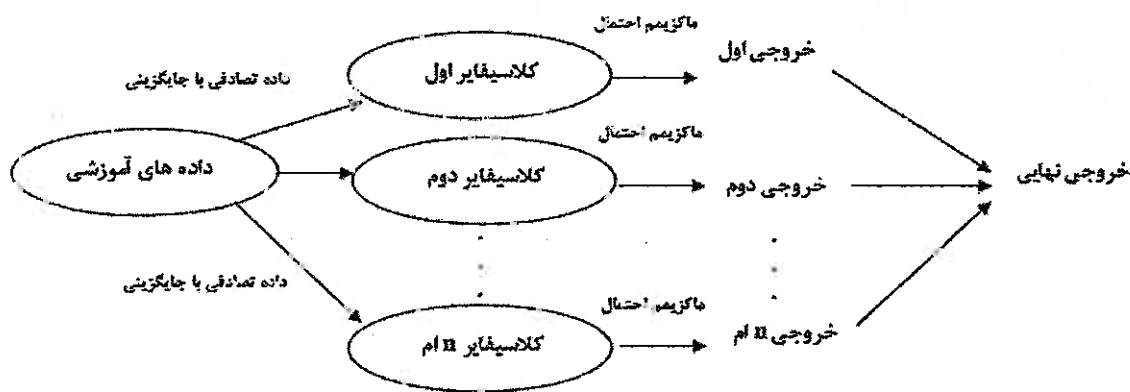 ماکزیمم احتمال
کلاسیفایر اول
خروجی اول
داده تصادفی با جایگزینی
ماکزیمم احتمال
داده های آموزشی
کلاسیفایر دوم
خروجی دوم
خروجی نهایی
داده تصادفی با جایگزینی
ماکزیمم احتمال
کلاسیفایر n ام
خروجی n ام